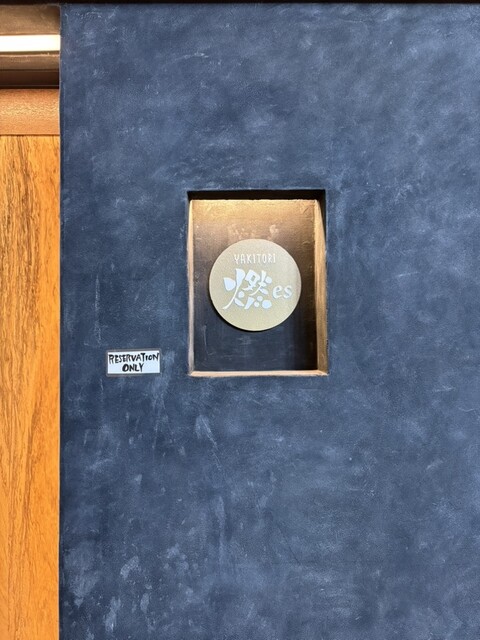 YAKITORI
燃es
RESERVATION
ONLY